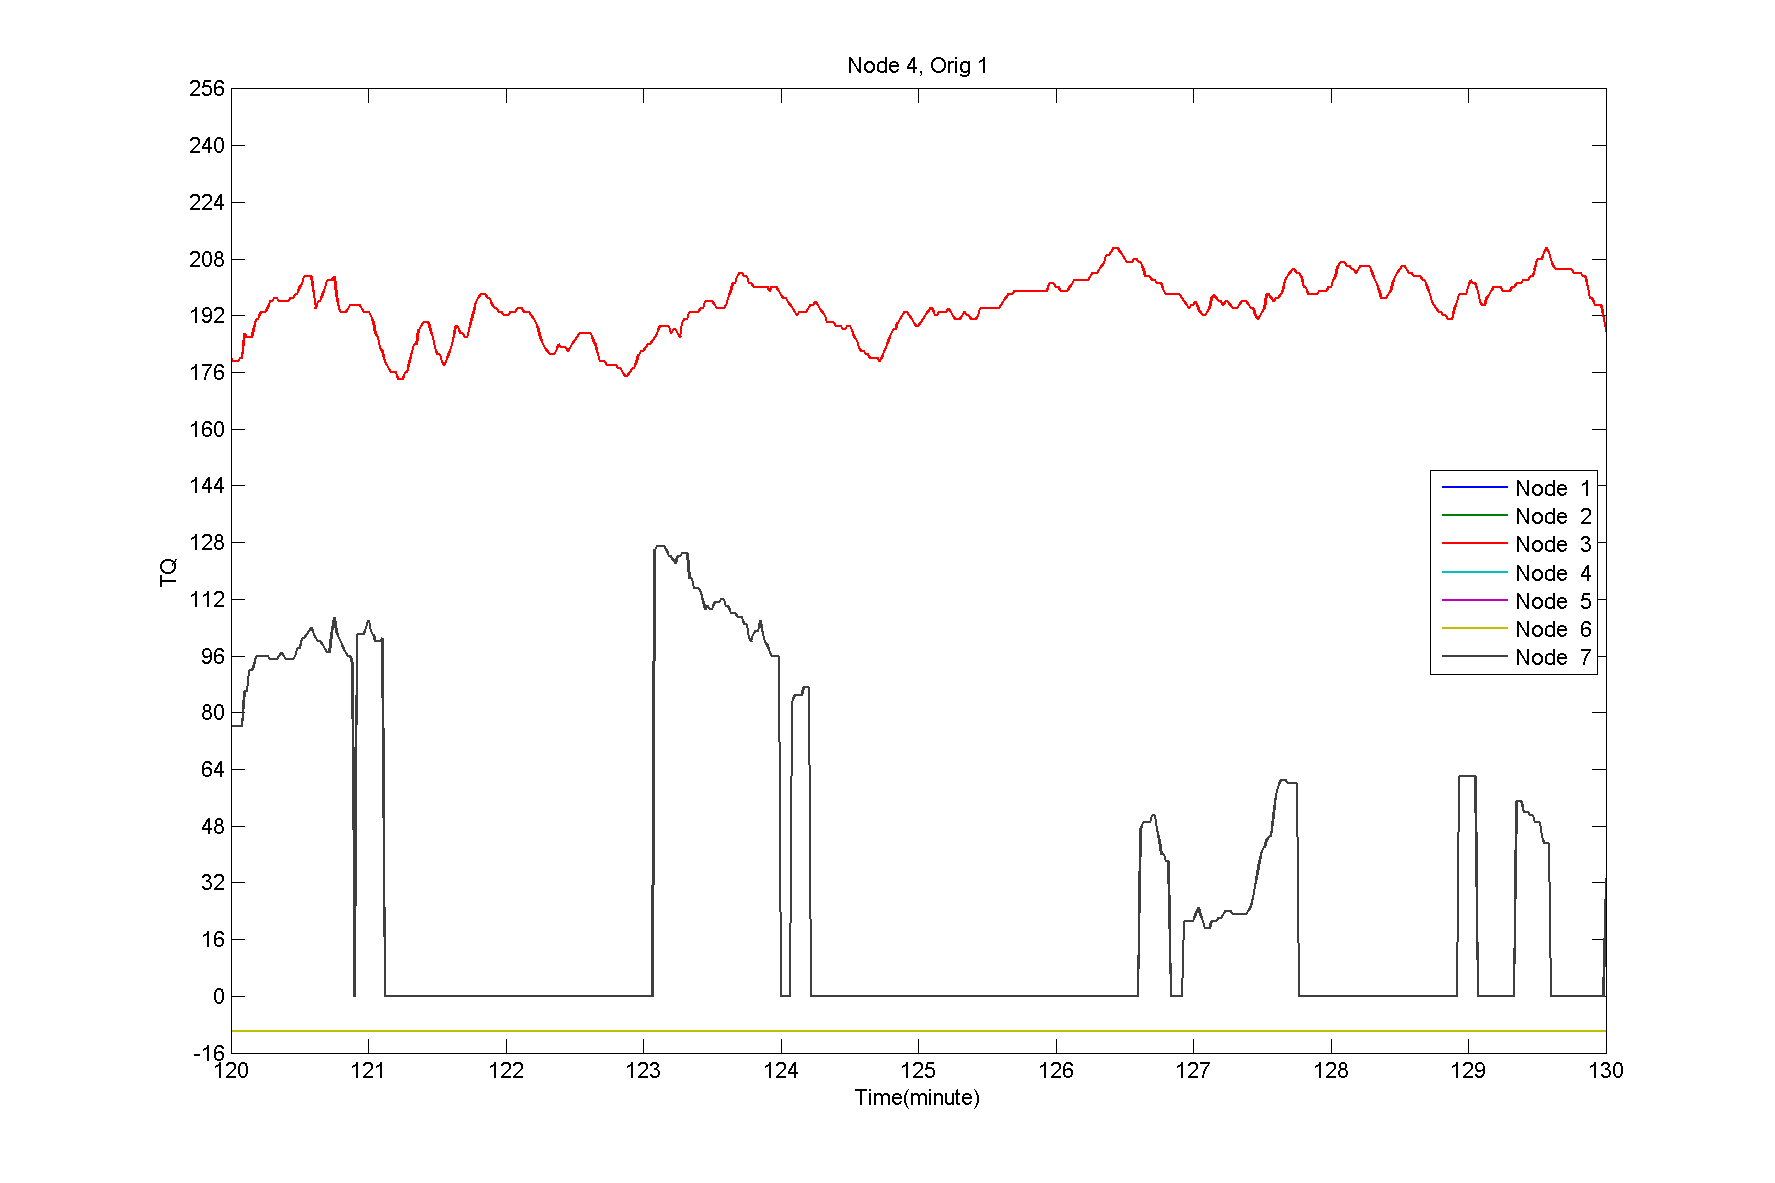 Node 4, Orig 1
256
240
224
208
192
176
160
144
128
112
96
80
64
48
32
16
0
-16
TQ
Node 1
Node 2
Node 3
Node 4
Node 5
Node 6
Node 7
120 121 122 123 124 125 126 127 128 129 130
Time(minute)